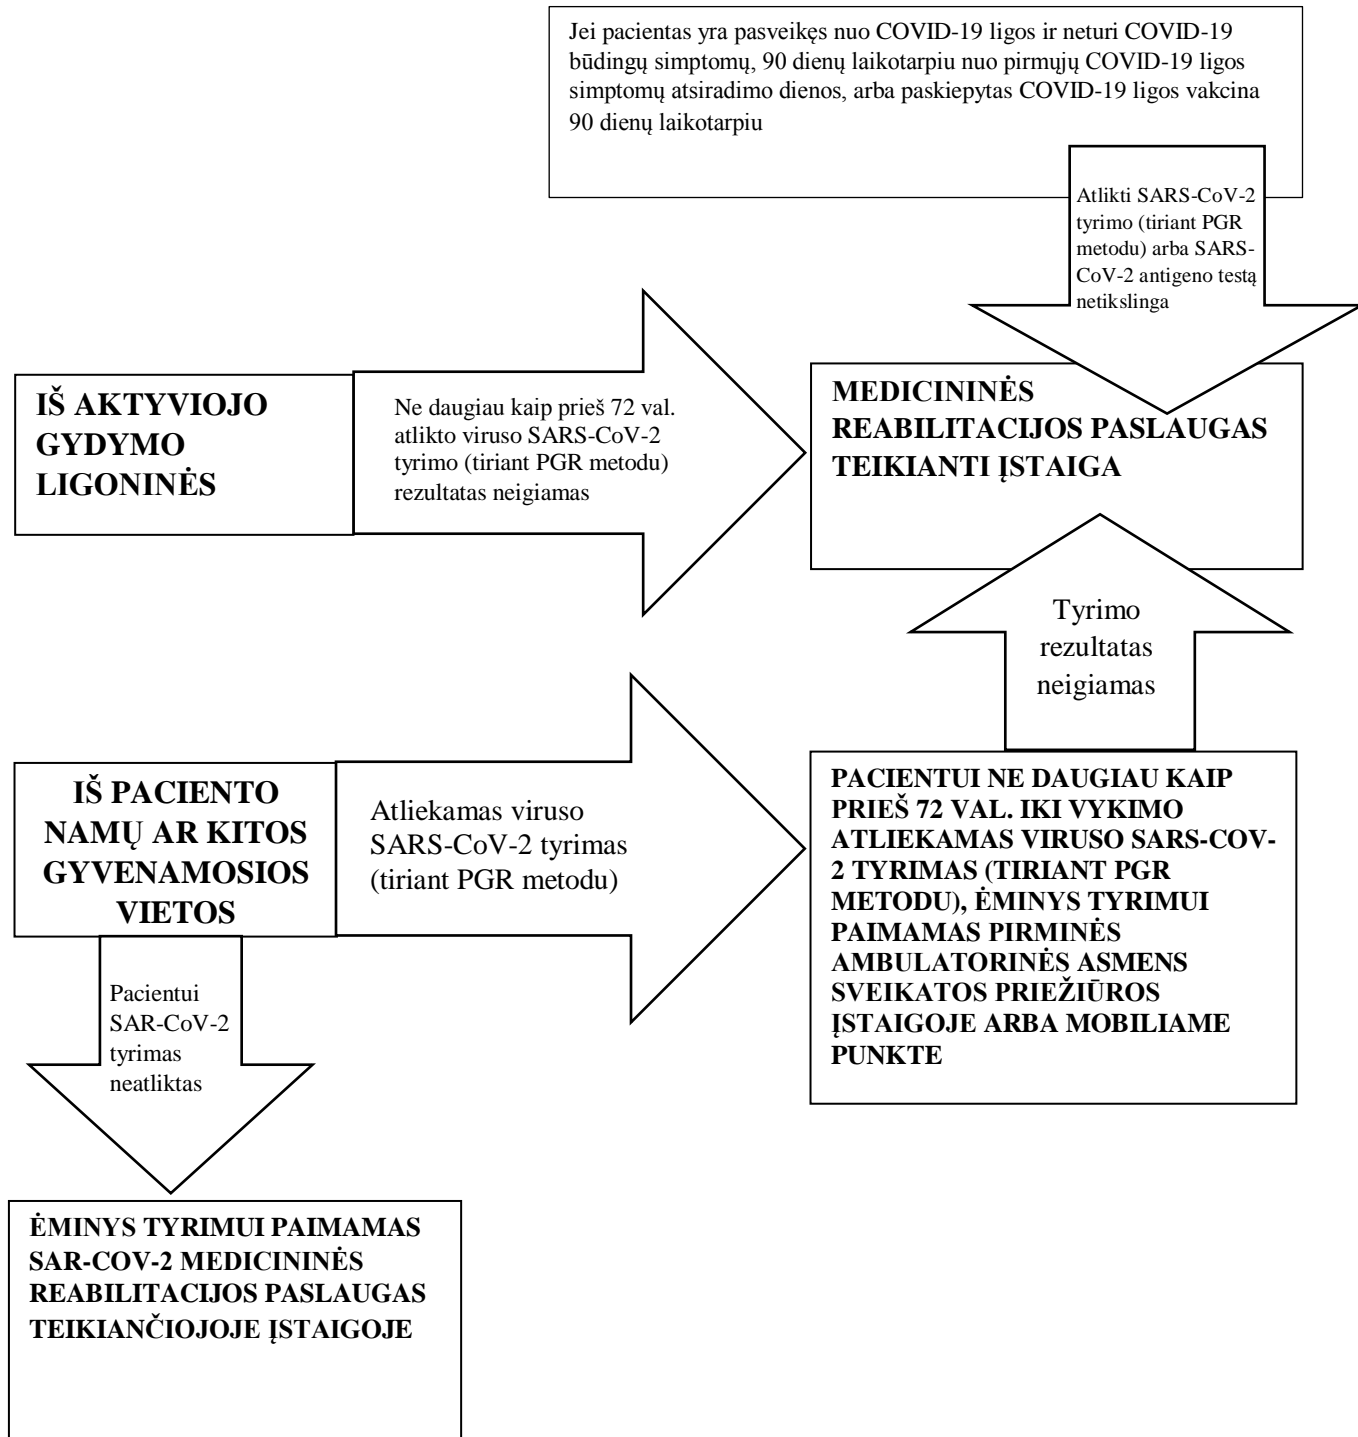 Jei pacientas yra pasveikęs nuo COVID-19 ligos ir neturi COVID-19
būdingų simptomų, 90 dienų laikotarpiu nuo pirmųjų COVID-19 ligos
simptomų atsiradimo dienos, arba paskiepytas COVID-19 ligos vakcina
90 dienų laikotarpiu
Atlikti SARS-CoV-2
tyrimo (tiriant PGR
metodu) arba SARS-
CoV-2 antigeno testą
netikslinga
IŠ AKTYVIOJO
GYDYMO
LIGONINĖS
Ne daugiau kaip prieš 72 val.
atlikto viruso SARS-CoV-2
tyrimo (tiriant PGR metodu)
rezultatas neigiamas
MEDICININĖS
REABILITACIJOS PASLAUGAS
TEIKIANTI ĮSTAIGA
Tyrimo
rezultatas
neigiamas
IŠ PACIENTO
NAMŲ AR KITOS
GYVENAMOSIOS
VIETOS
Atliekamas viruso
SARS-CoV-2 tyrimas
(tiriant PGR metodu)
PACIENTUI NE DAUGIAU KAIP
PRIEŠ 72 VAL. IKI VYKIMO
ATLIEKAMAS VIRUSO SARS-COV-
2 TYRIMAS (TIRIANT PGR
METODU), ĖMINYS TYRIMUI
PAIMAMAS PIRMINĖS
AMBULATORINĖS ASMENS
SVEIKATOS PRIEŽIŪROS
ĮSTAIGOJE ARBA MOBILIAME
PUNKTE
Pacientui
SAR-CoV-2
tyrimas
neatliktas
ĖMINYS TYRIMUI PAIMAMAS
SAR-COV-2 MEDICININĖS
REABILITACIJOS PASLAUGAS
TEIKIANČIOJOJE ĮSTAIGOJE